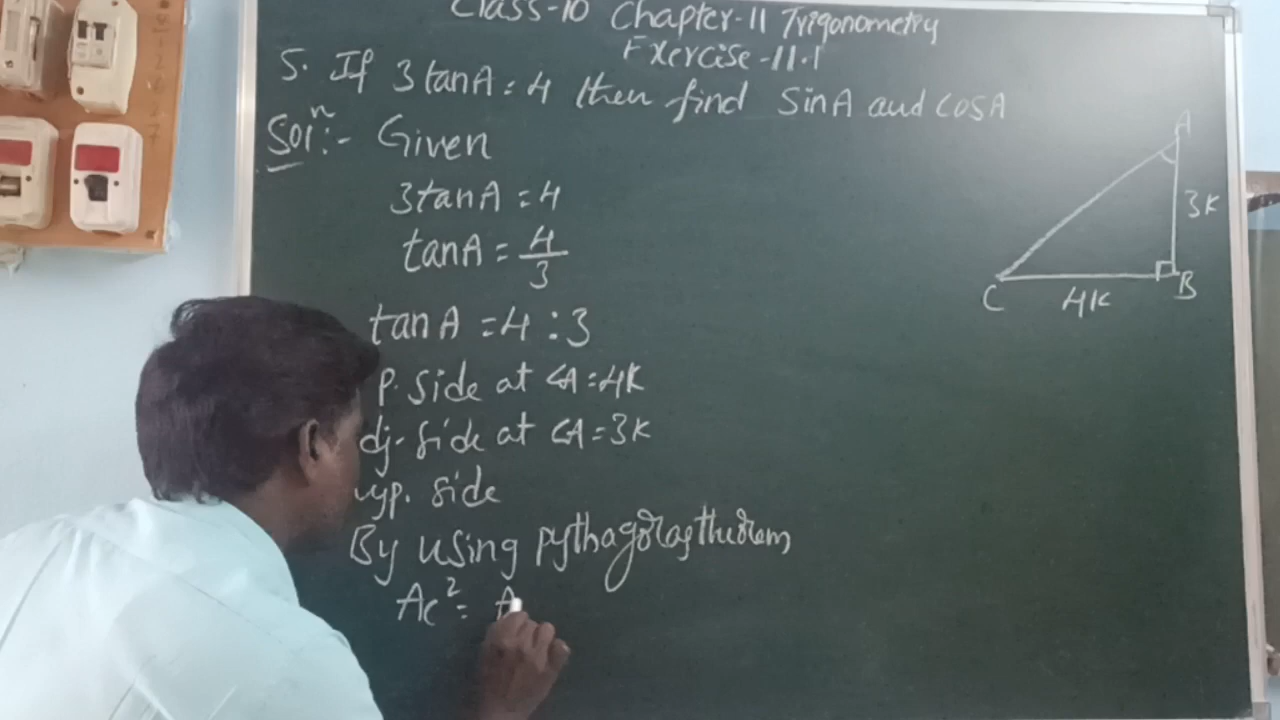 Class-10 Chapter-11 Trigonometry
Exercise-11.1
5. If 3tanA=4 then find SinA and CosA
Solⁿ:- Given
3tanA=4
tanA=4/3
tanA=4:3
p. side at ∠A=4K
dj. side at ∠A=3K
yp. side
By using pythagoras theorem
AC²= A
A
3K
B
C
4K